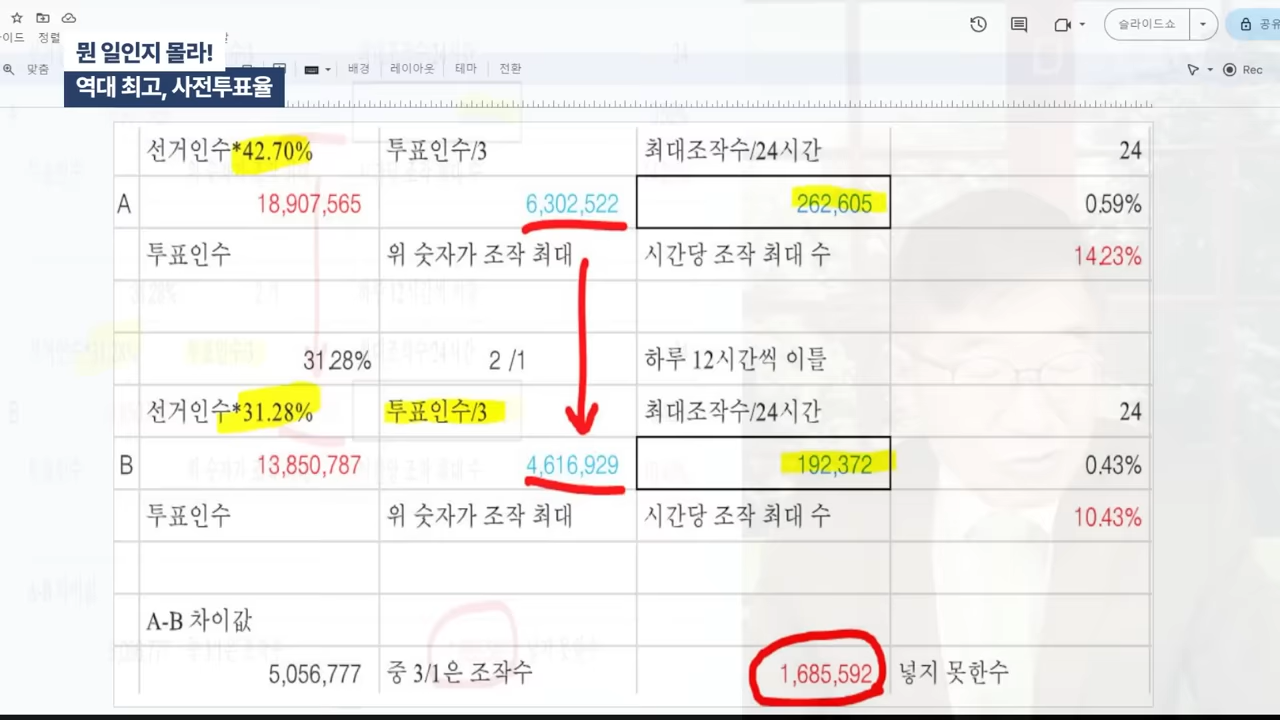 이드 정렬
뭔 일인지 몰라!
역대 최고, 사전투표율
슬라이드쇼
공유
맞춤
배경 레이아웃 테마 전환
Rec
선거인수*42.70% 투표인수/3 최대조작수/24시간 24
A 18,907,565 6,302,522 262,605 0.59%
투표인수 위 숫자가 조작 최대 시간당 조작 최대 수 14.23%
31.28% 2 /1 하루 12시간씩 이틀
선거인수*31.28% 투표인수/3 최대조작수/24시간 24
B 13,850,787 4,616,929 192,372 0.43%
투표인수 위 숫자가 조작 최대 시간당 조작 최대 수 10.43%
A-B 차이값
5,056,777 중 3/1은 조작수 1,685,592 넣지 못한수